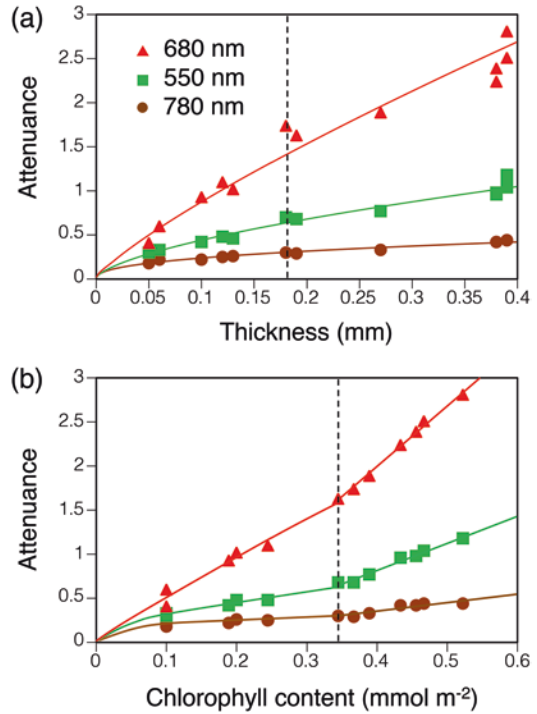 (a)
3
2.5
2
1.5
1
0.5
0
Attenuance
680 nm
550 nm
780 nm
0 0.05 0.1 0.15 0.2 0.25 0.3 0.35 0.4
Thickness (mm)
(b)
3
2.5
2
1.5
1
0.5
0
Attenuance
0 0.1 0.2 0.3 0.4 0.5 0.6
Chlorophyll content (mmol m-2)